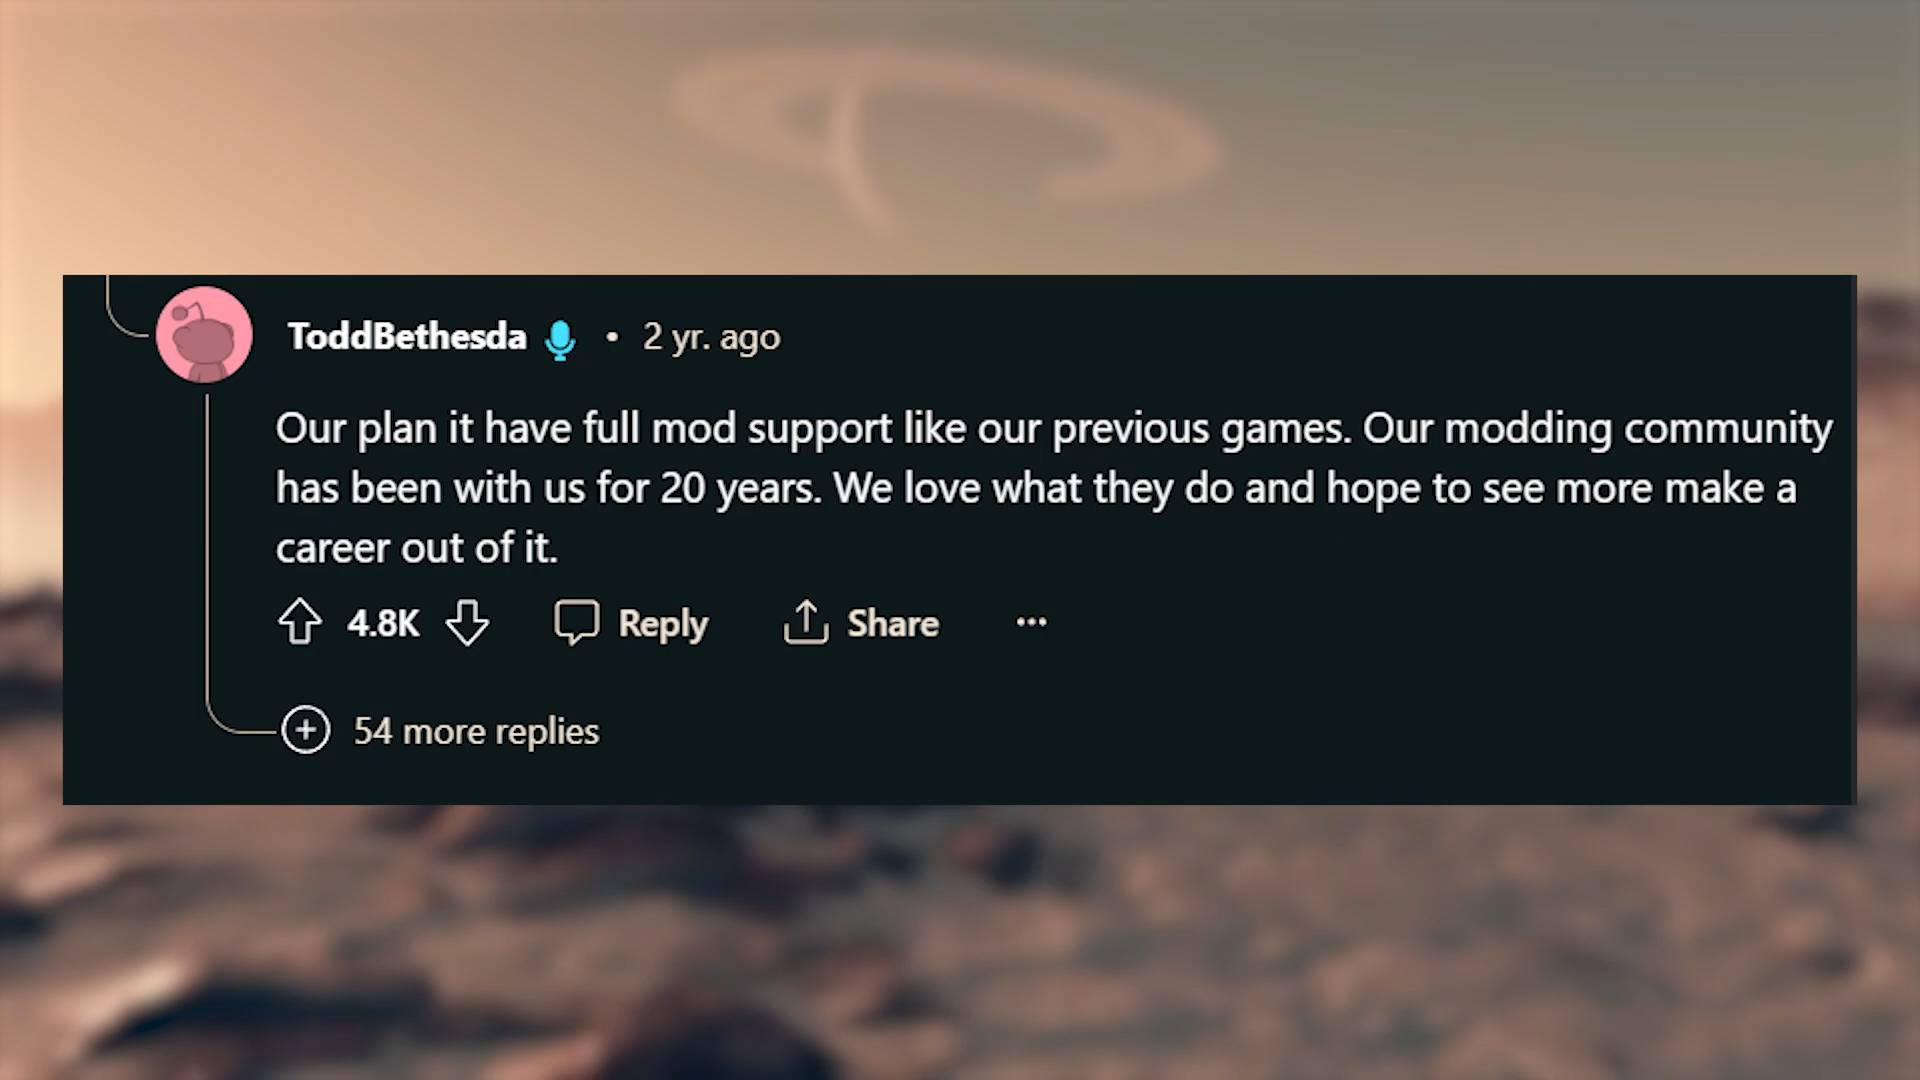 ToddBethesda • 2 yr. ago
Our plan it have full mod support like our previous games. Our modding community
has been with us for 20 years. We love what they do and hope to see more make a
career out of it.
4.8K Reply Share ...
54 more replies